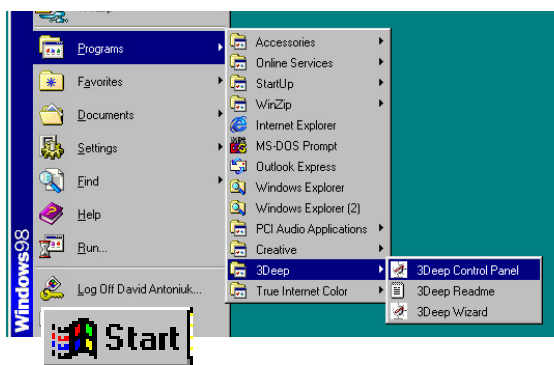 Programs
Favorites
Documents
Settings
Find
Help
Run...
Log Off David Antoniuk...
Windows98
Start
Accessories
Online Services
StartUp
WinZip
Internet Explorer
MS-DOS Prompt
Outlook Express
Windows Explorer
Windows Explorer (2)
PCI Audio Applications
Creative
3Deep
True Internet Color
3Deep Control Panel
3Deep Readme
3Deep Wizard